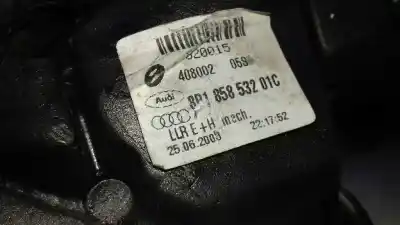 820015
408002 059
Audi 8P1 858 532 01C
LLR E+H mech.
25.06.2003 22:17:52